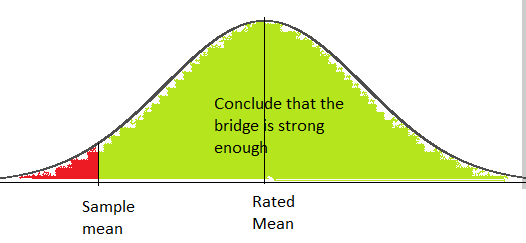 Conclude that the
bridge is strong
enough
Sample
mean
Rated
Mean